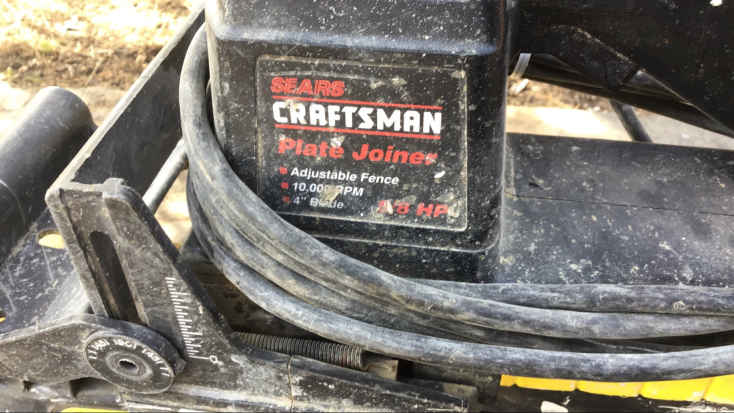 SEARS
CRAFTSMAN
Plate Joiner
Adjustable Fence
10,000 RPM
4" Blade
HP